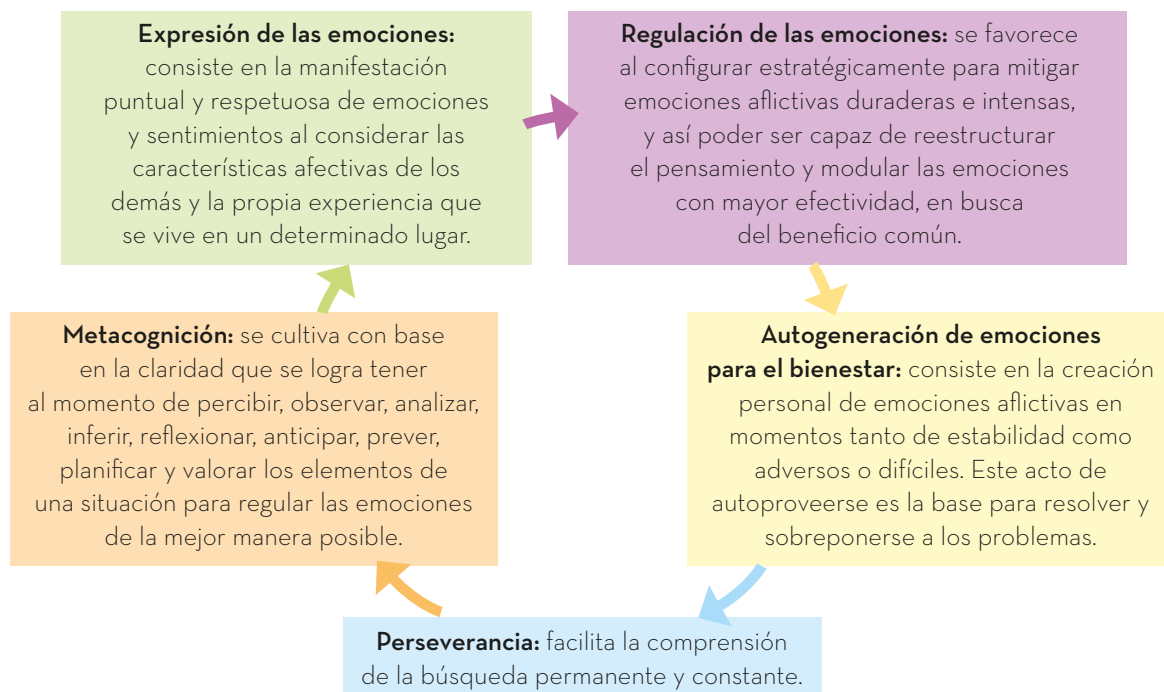 Expresión de las emociones:
consiste en la manifestación
puntual y respetuosa de emociones
y sentimientos al considerar las
características afectivas de los
demás y la propia experiencia que
se vive en un determinado lugar.
Regulación de las emociones: se favorece
al configurar estratégicamente para mitigar
emociones aflictivas duraderas e intensas,
y así poder ser capaz de reestructurar
el pensamiento y modular las emociones
con mayor efectividad, en busca
del beneficio común.
Metacognición: se cultiva con base
en la claridad que se logra tener
al momento de percibir, observar, analizar,
inferir, reflexionar, anticipar, prever,
planificar y valorar los elementos de
una situación para regular las emociones
de la mejor manera posible.
Autogeneración de emociones
para el bienestar: consiste en la creación
personal de emociones aflictivas en
momentos tanto de estabilidad como
adversos o difíciles. Este acto de
autoproveerse es la base para resolver y
sobreponerse a los problemas.
Perseverancia: facilita la comprensión
de la búsqueda permanente y constante.